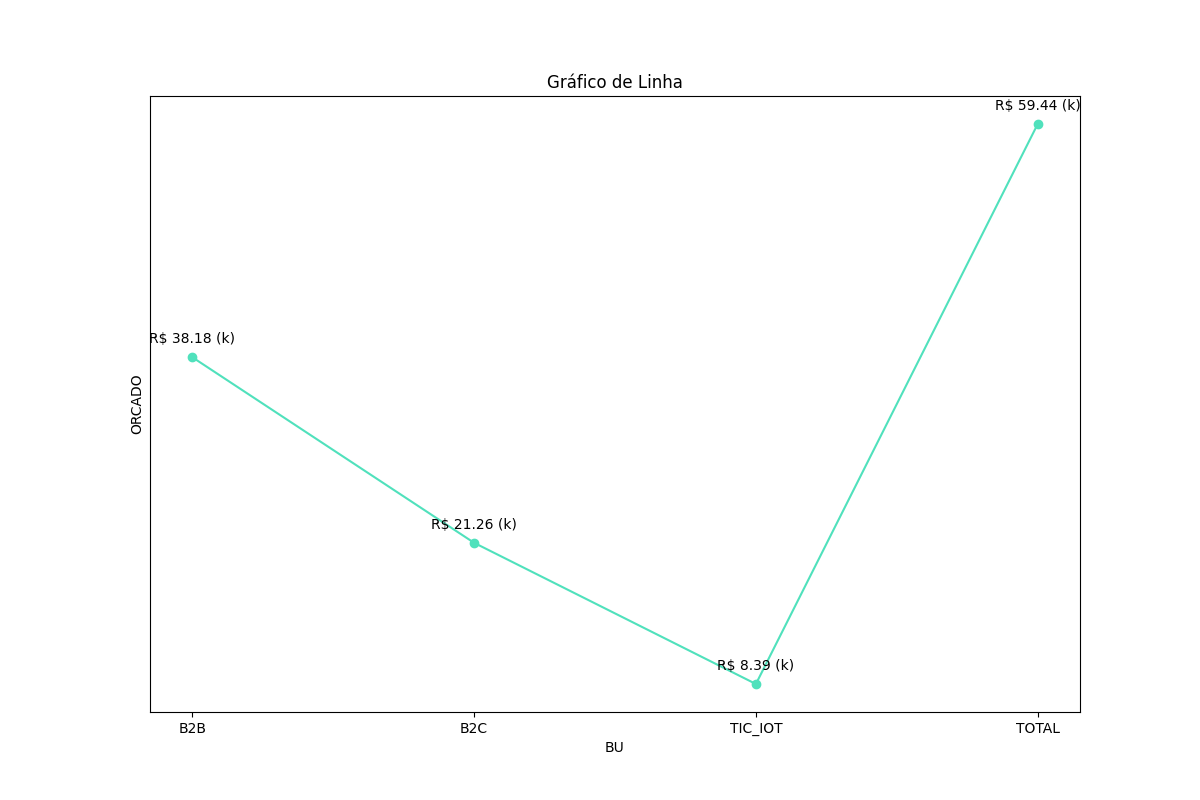 Gráfico de Linha
R$ 59.44 (k)
R$ 38.18 (k)
ORCADO
R$ 21.26 (k)
R$ 8.39 (k)
B2B
B2C
TIC_IOT
TOTAL
BU